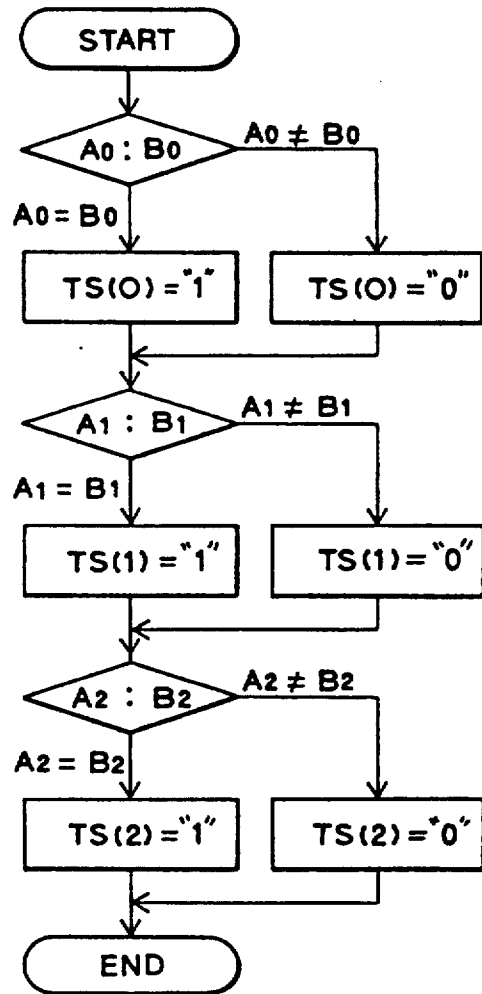 START
A0 : B0
A0 ≠ B0
A0 = B0
TS(0) = "1"
TS(0) = "0"
A1 : B1
A1 ≠ B1
A1 = B1
TS(1) = "1"
TS(1) = "0"
A2 : B2
A2 ≠ B2
A2 = B2
TS(2) = "1"
TS(2) = "0"
END